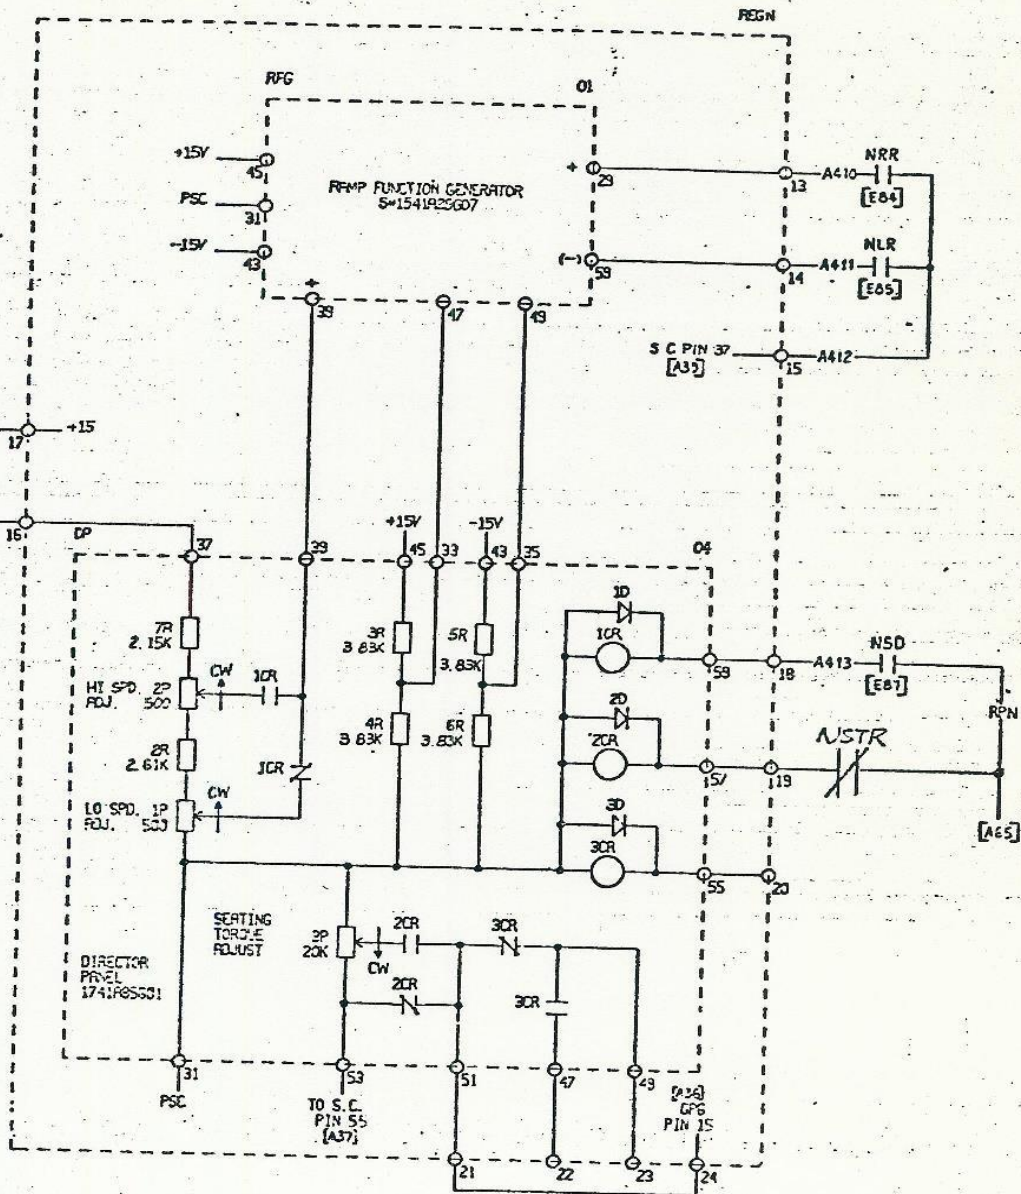 REGN
RFG
01
+15V
45
PSC
31
-15V
43
RAMP FUNCTION GENERATOR
S#1541A25G07
+
29
(-)
59
13
A410
NRR
[E84]
14
A411
NLR
[E85]
S C PIN 37
[A35]
15
A412
+
39
47
49
17
+15
16
DP
37
39
+15V
45
33
-15V
43
35
04
7R
2.15K
HI SPD. 2P
ADJ. 500
CW
1CR
2R
2.61K
1CR
LO SPD. 1P
ADJ. 500
CW
3R
3.83K
5R
3.83K
4R
3.83K
6R
3.83K
1D
1CR
59
18
A413
NSD
[E87]
RPN
2D
2CR
57
19
NSTR
3D
3CR
55
20
[A65]
SEATING
TORQUE
ADJUST
3P
20K
CW
2CR
3CR
2CR
3CR
DIRECTOR
PANEL
1741A85G01
31
PSC
53
TO S.C.
PIN 55
[A37]
51
47
49
[A36]
GPG
PIN 15
21
22
23
24